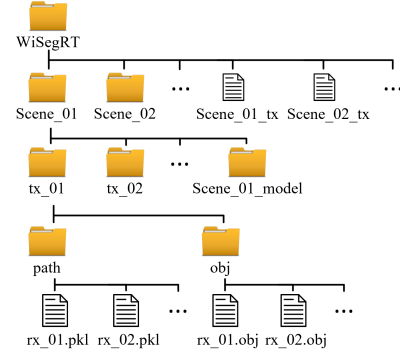 WiSegRT
Scene_01 Scene_02 ... Scene_01_tx Scene_02_tx ...
tx_01 tx_02 ... Scene_01_model
path obj
rx_01.pkl rx_02.pkl ... rx_01.obj rx_02.obj ...